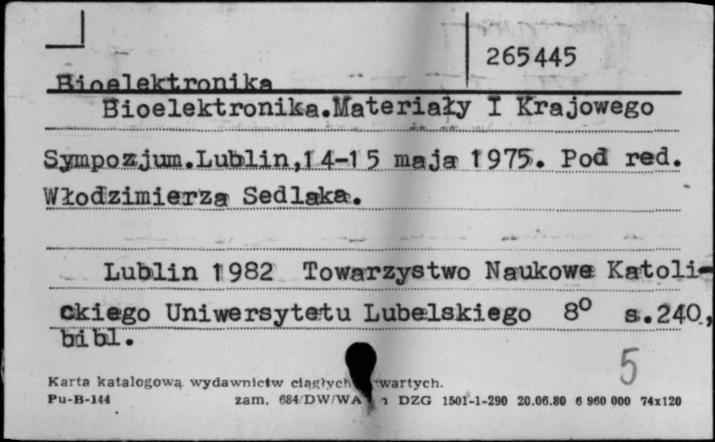 265445
Bioelektronika
Bioelektronika.Materiały I Krajowego
Sympozjum.Lublin,14-15 maja 1975. Pod red.
Włodzimierza Sedlaka.
Lublin 1982 Towarzystwo Naukowe Katoli-
ckiego Uniwersytetu Lubelskiego 8º s.240,
bibl.
5
Karta katalogowa wydawnictw ciągłych wartych.
Pu-B-144 zam. 684/DW/WA DZG 1501-1-290 20.06.80 6 960 000 74x120